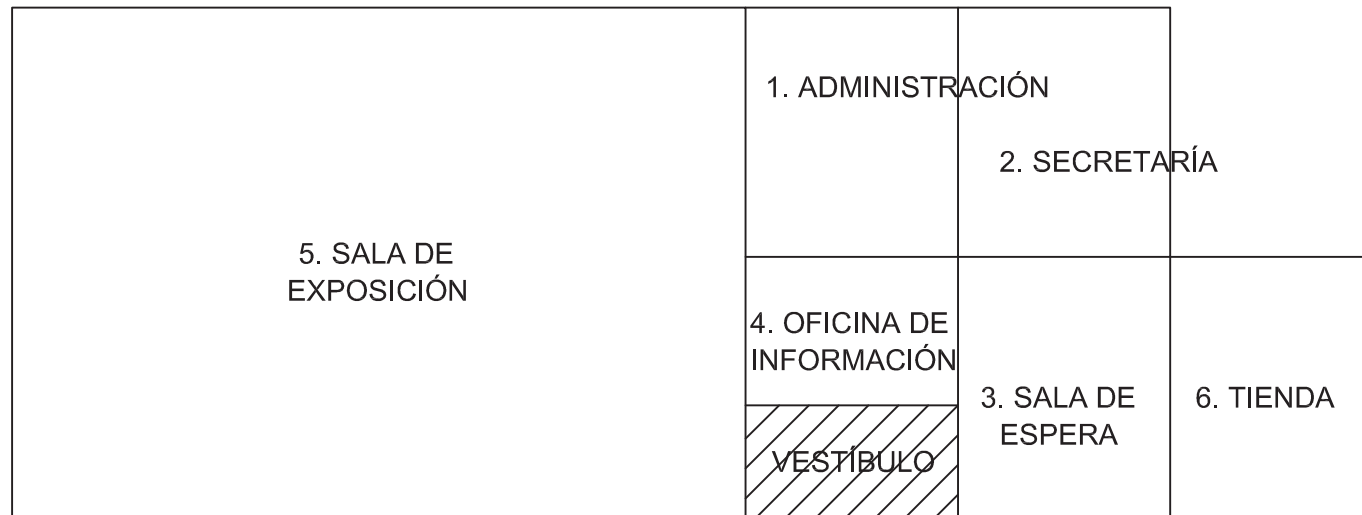 1. ADMINISTRACIÓN
2. SECRETARÍA
5. SALA DE
EXPOSICIÓN
4. OFICINA DE
INFORMACIÓN
3. SALA DE
ESPERA
6. TIENDA
VESTÍBULO